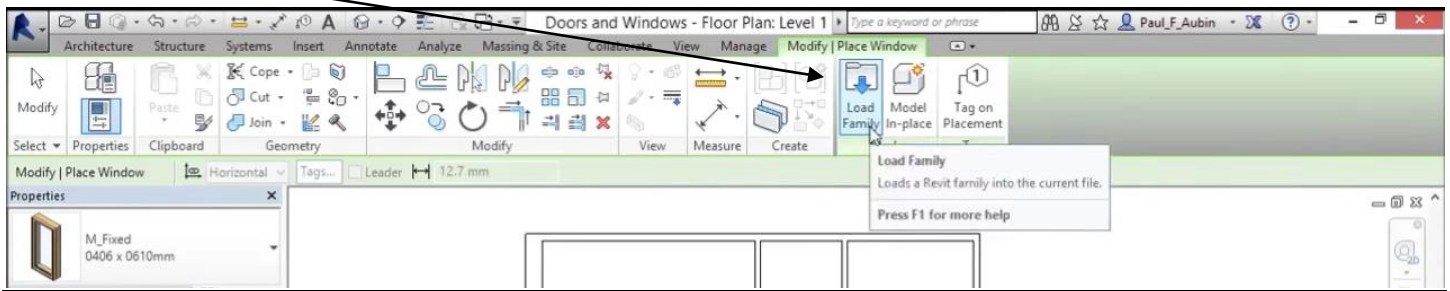 Doors and Windows - Floor Plan: Level 1 Type a keyword or phrase Paul_F_Aubin
Architecture Structure Systems Insert Annotate Analyze Massing & Site Collaborate View Manage Modify | Place Window
Modify Paste Cope Cut Join Load Family Model In-place Tag on Placement
Select Properties Clipboard Geometry Modify View Measure Create
Modify | Place Window Horizontal Tags... Leader 12.7 mm
Load Family
Loads a Revit family into the current file.
Press F1 for more help
Properties
M_Fixed
0406 x 0610mm
2D